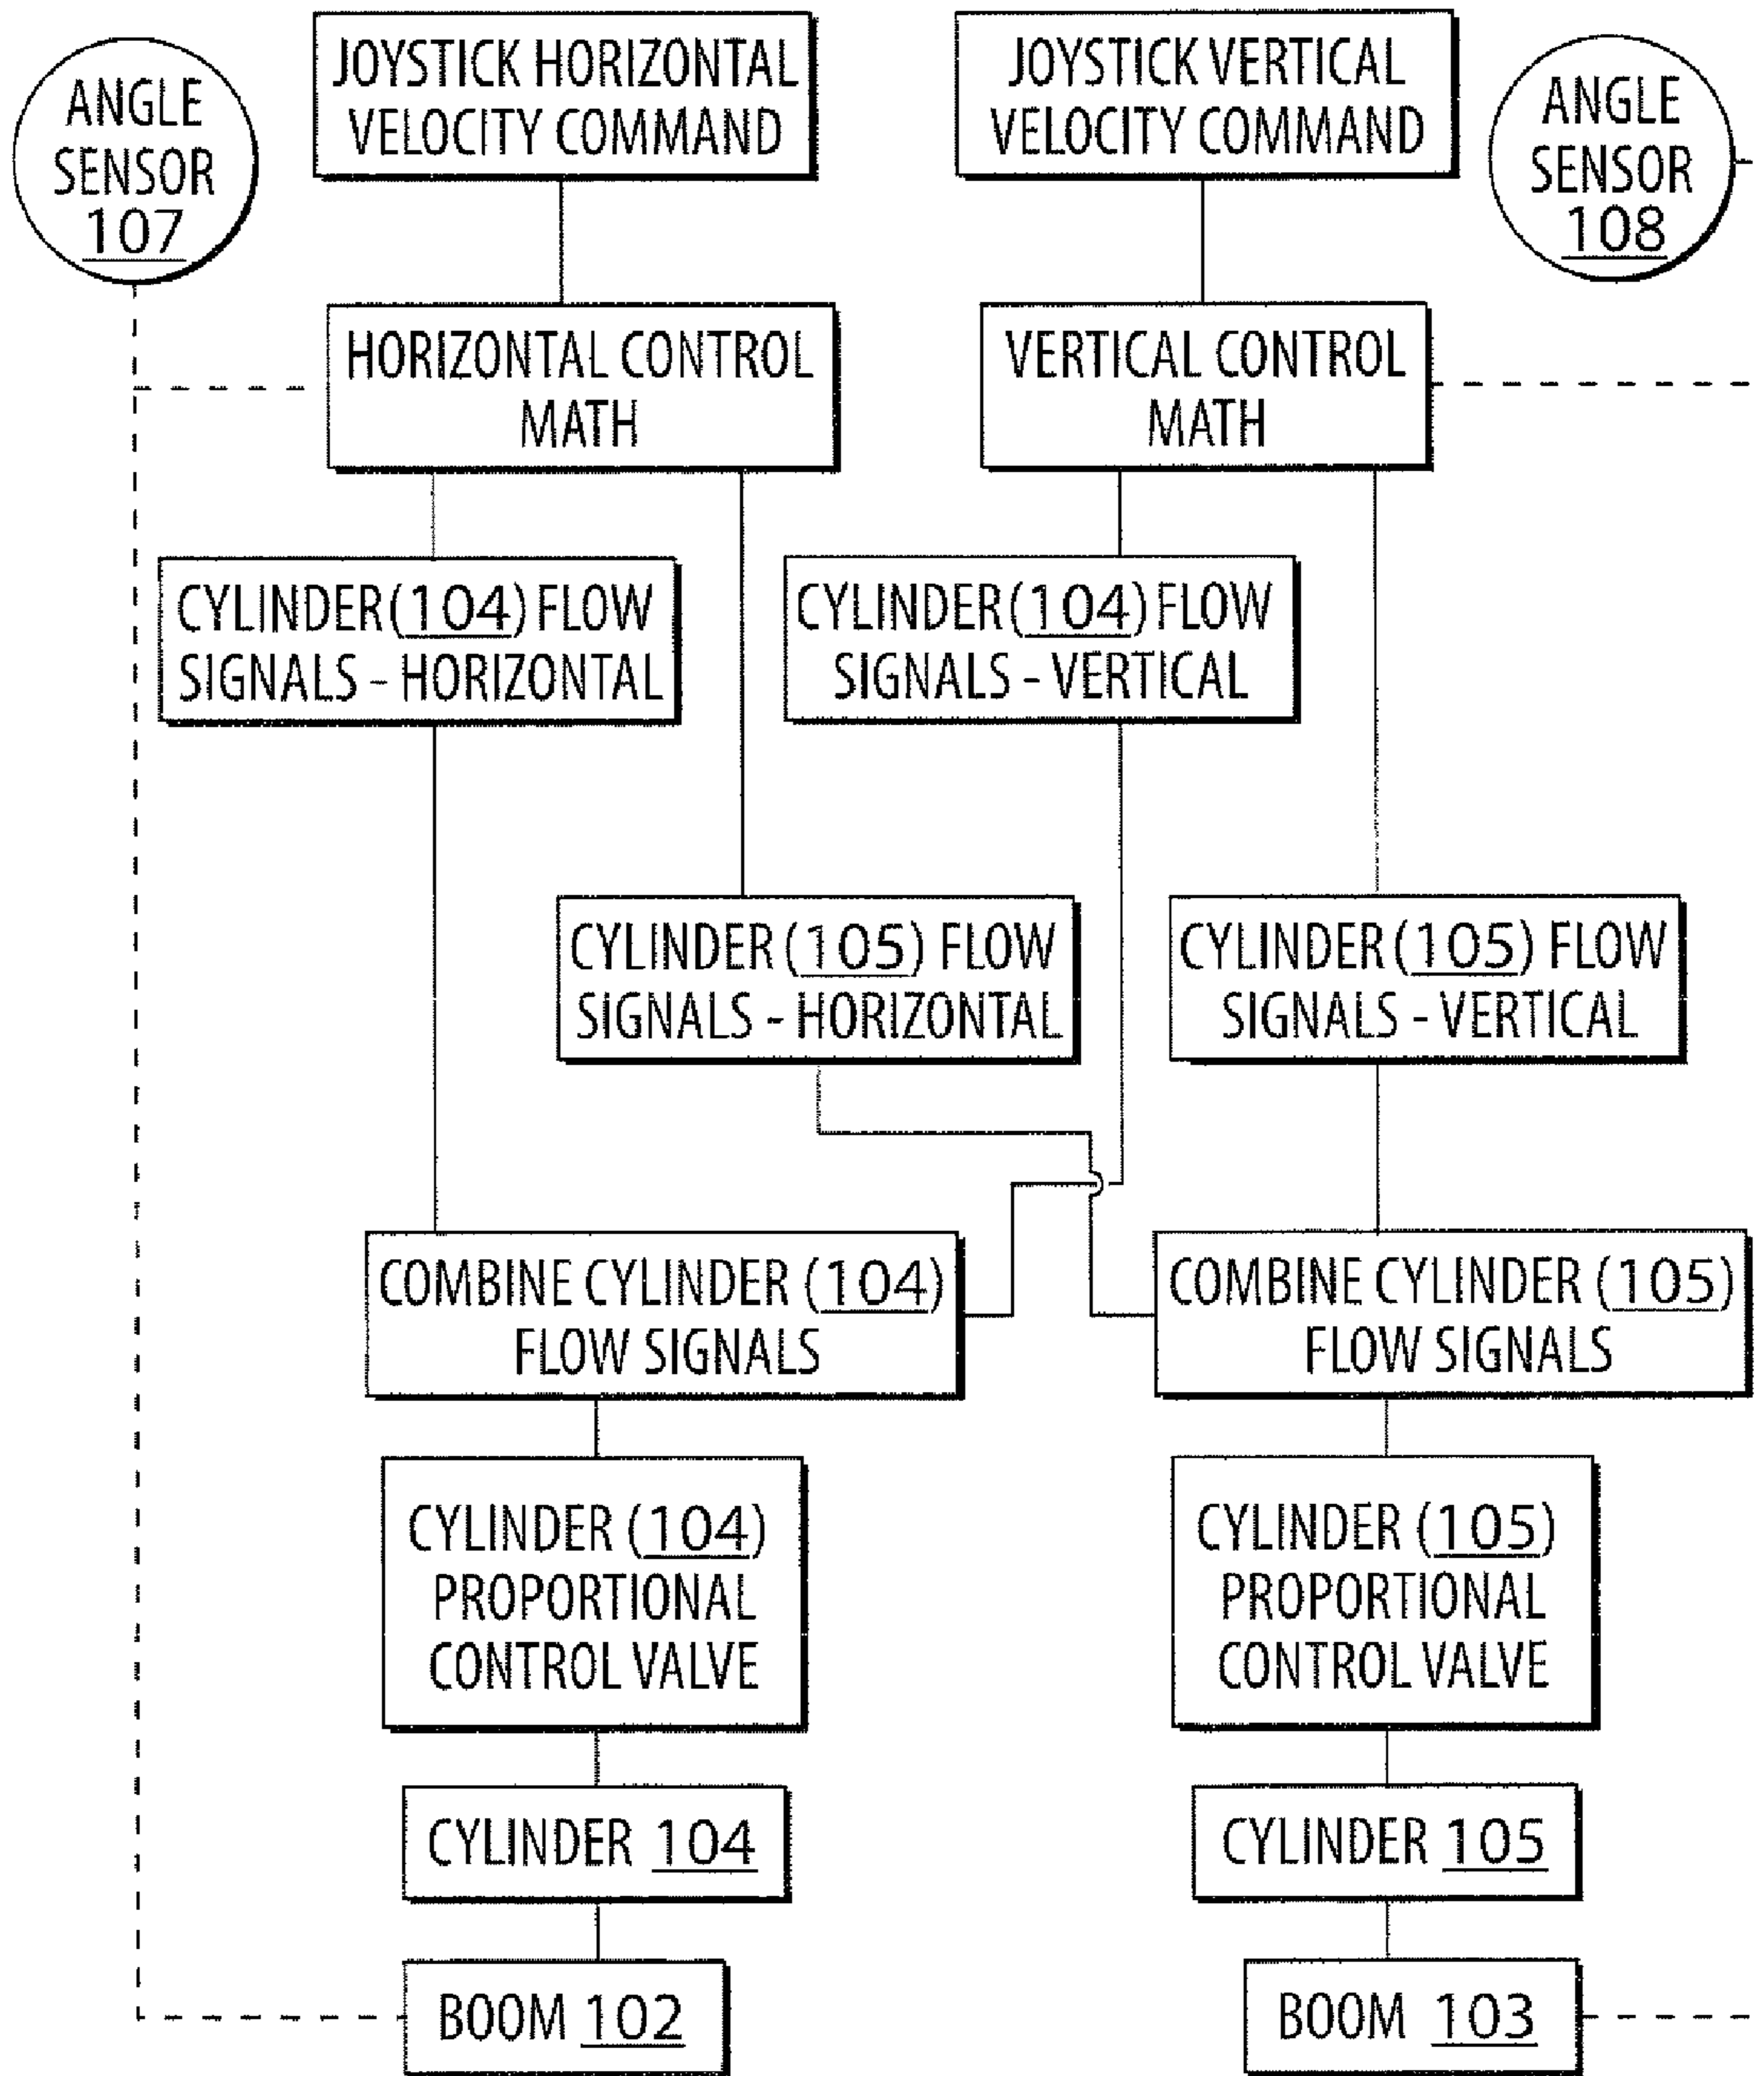 ANGLE
SENSOR
107
JOYSTICK HORIZONTAL
VELOCITY COMMAND
JOYSTICK VERTICAL
VELOCITY COMMAND
ANGLE
SENSOR
108
HORIZONTAL CONTROL
MATH
VERTICAL CONTROL
MATH
CYLINDER (104) FLOW
SIGNALS - HORIZONTAL
CYLINDER (104) FLOW
SIGNALS - VERTICAL
CYLINDER (105) FLOW
SIGNALS - HORIZONTAL
CYLINDER (105) FLOW
SIGNALS - VERTICAL
COMBINE CYLINDER (104)
FLOW SIGNALS
COMBINE CYLINDER (105)
FLOW SIGNALS
CYLINDER (104)
PROPORTIONAL
CONTROL VALVE
CYLINDER (105)
PROPORTIONAL
CONTROL VALVE
CYLINDER 104
CYLINDER 105
BOOM 102
BOOM 103